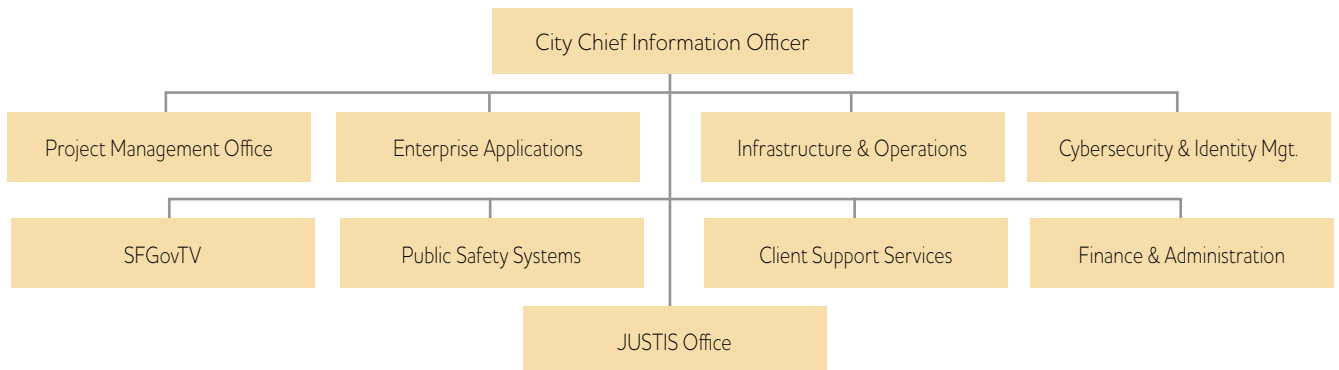 City Chief Information Officer
Project Management Office
Enterprise Applications
Infrastructure & Operations
Cybersecurity & Identity Mgt.
SFGovTV
Public Safety Systems
Client Support Services
Finance & Administration
JUSTIS Office